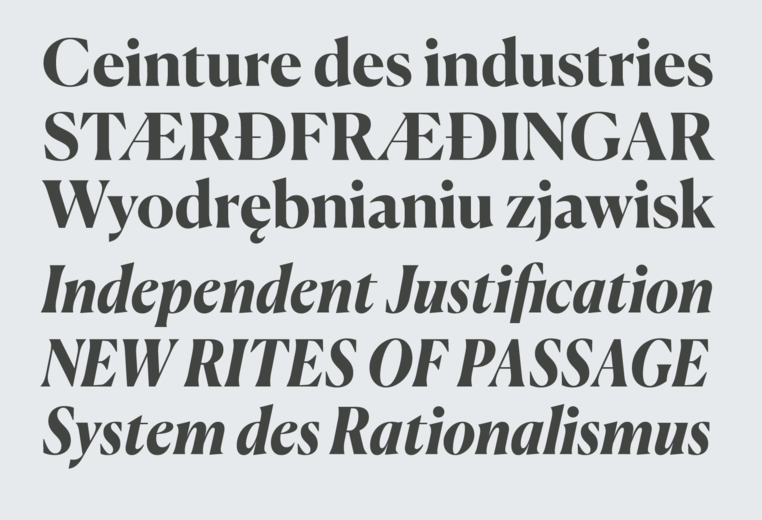 Ceinture des industries
STÆRÐFRÆÐINGAR
Wyodrębnianiu zjawisk
Independent Justification
NEW RITES OF PASSAGE
System des Rationalismus